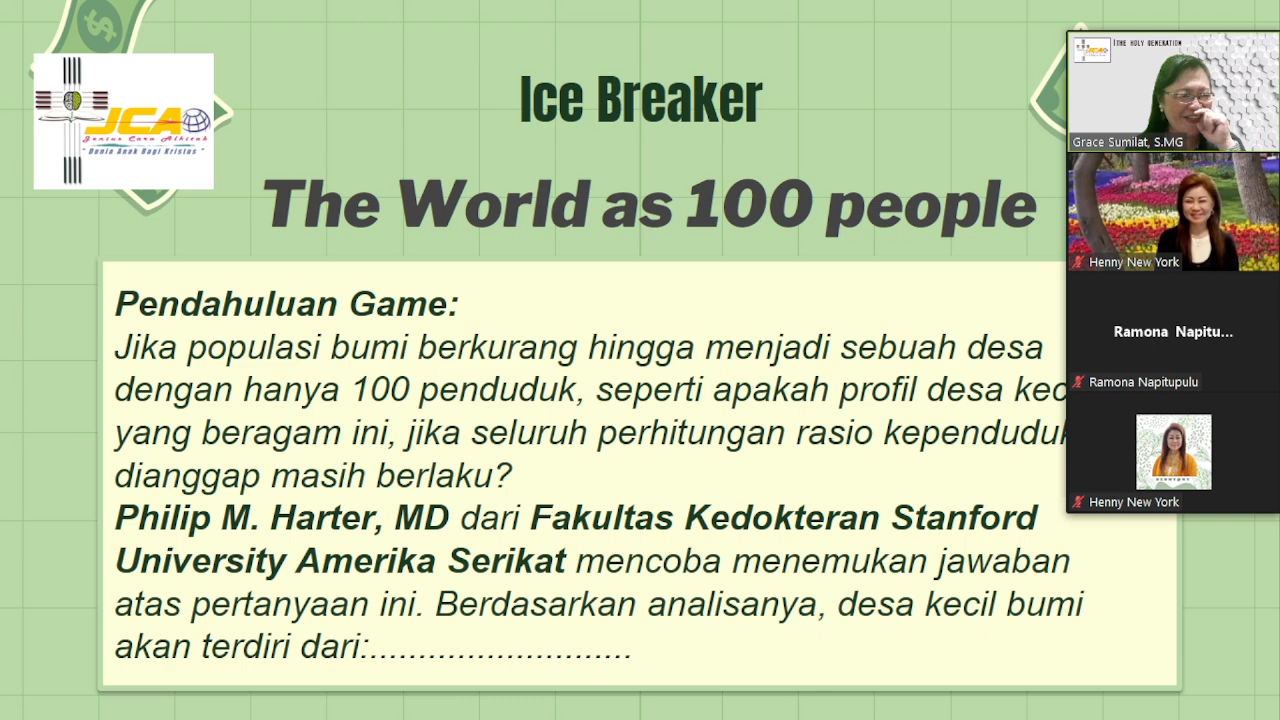 Ice Breaker
The World as 100 people
JCA
Genius Cara Alkitab
" Dunia Anak Bagi Kristus "
Pendahuluan Game:
Jika populasi bumi berkurang hingga menjadi sebuah desa
dengan hanya 100 penduduk, seperti apakah profil desa kec
yang beragam ini, jika seluruh perhitungan rasio kependuduk
dianggap masih berlaku?
Philip M. Harter, MD dari Fakultas Kedokteran Stanford
University Amerika Serikat mencoba menemukan jawaban
atas pertanyaan ini. Berdasarkan analisanya, desa kecil bumi
akan terdiri dari:...........................
THE HOLY GENERATION
Grace Sumilat, S.MG
Henny New York
Ramona Napitu...
Ramona Napitupulu
Henny New York